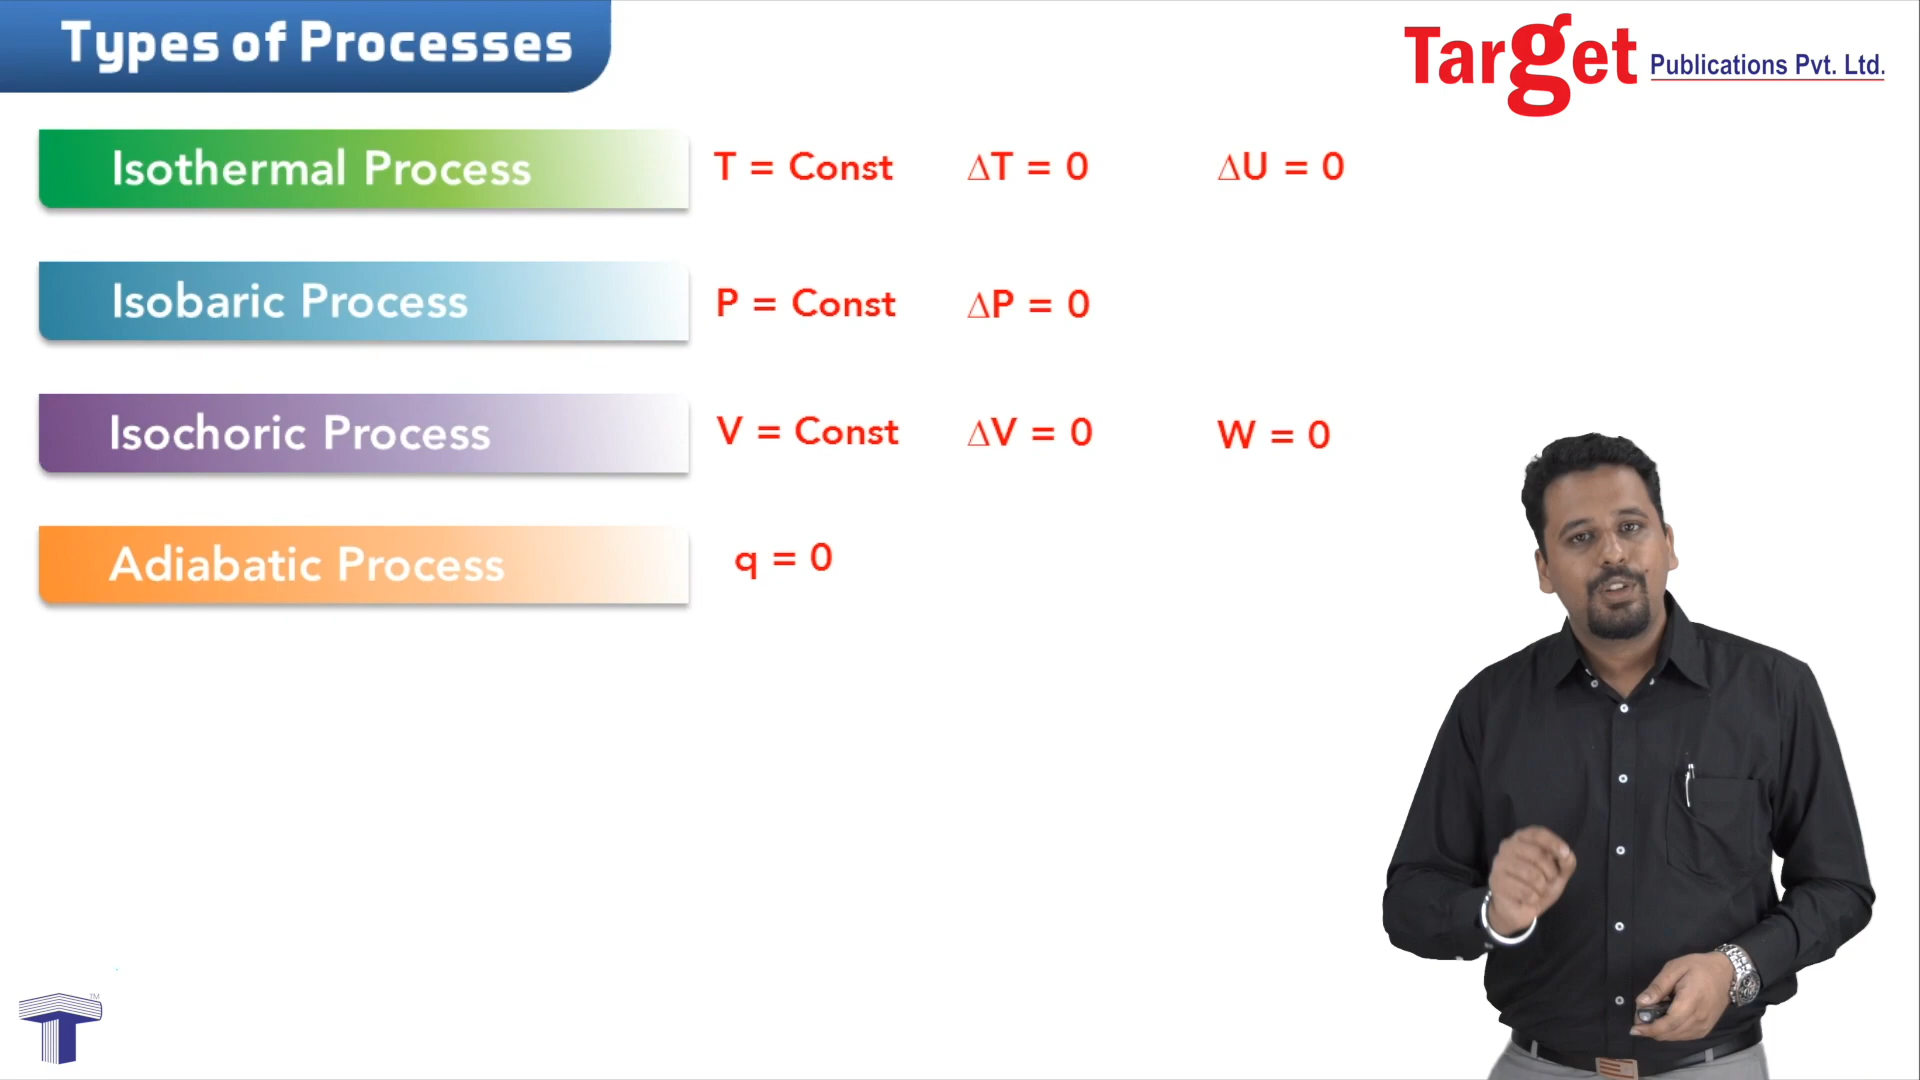 Types of Processes
Target Publications Pvt. Ltd.
Isothermal Process T = Const ΔT = 0 ΔU = 0
Isobaric Process P = Const ΔP = 0
Isochoric Process V = Const ΔV = 0 W = 0
Adiabatic Process q = 0
TM